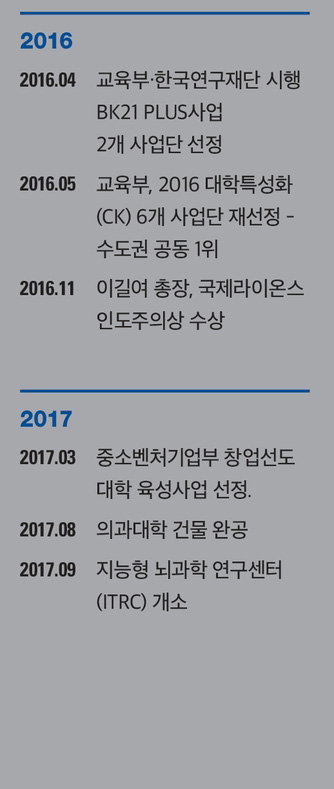 2016
2016.04 교육부·한국연구재단 시행
BK21 PLUS사업
2개 사업단 선정
2016.05 교육부, 2016 대학특성화
(CK) 6개 사업단 재선정 –
수도권 공동 1위
2016.11 이길여 총장, 국제라이온스
인도주의상 수상
2017
2017.03 중소벤처기업부 창업선도
대학 육성사업 선정.
2017.08 의과대학 건물 완공
2017.09 지능형 뇌과학 연구센터
(ITRC) 개소